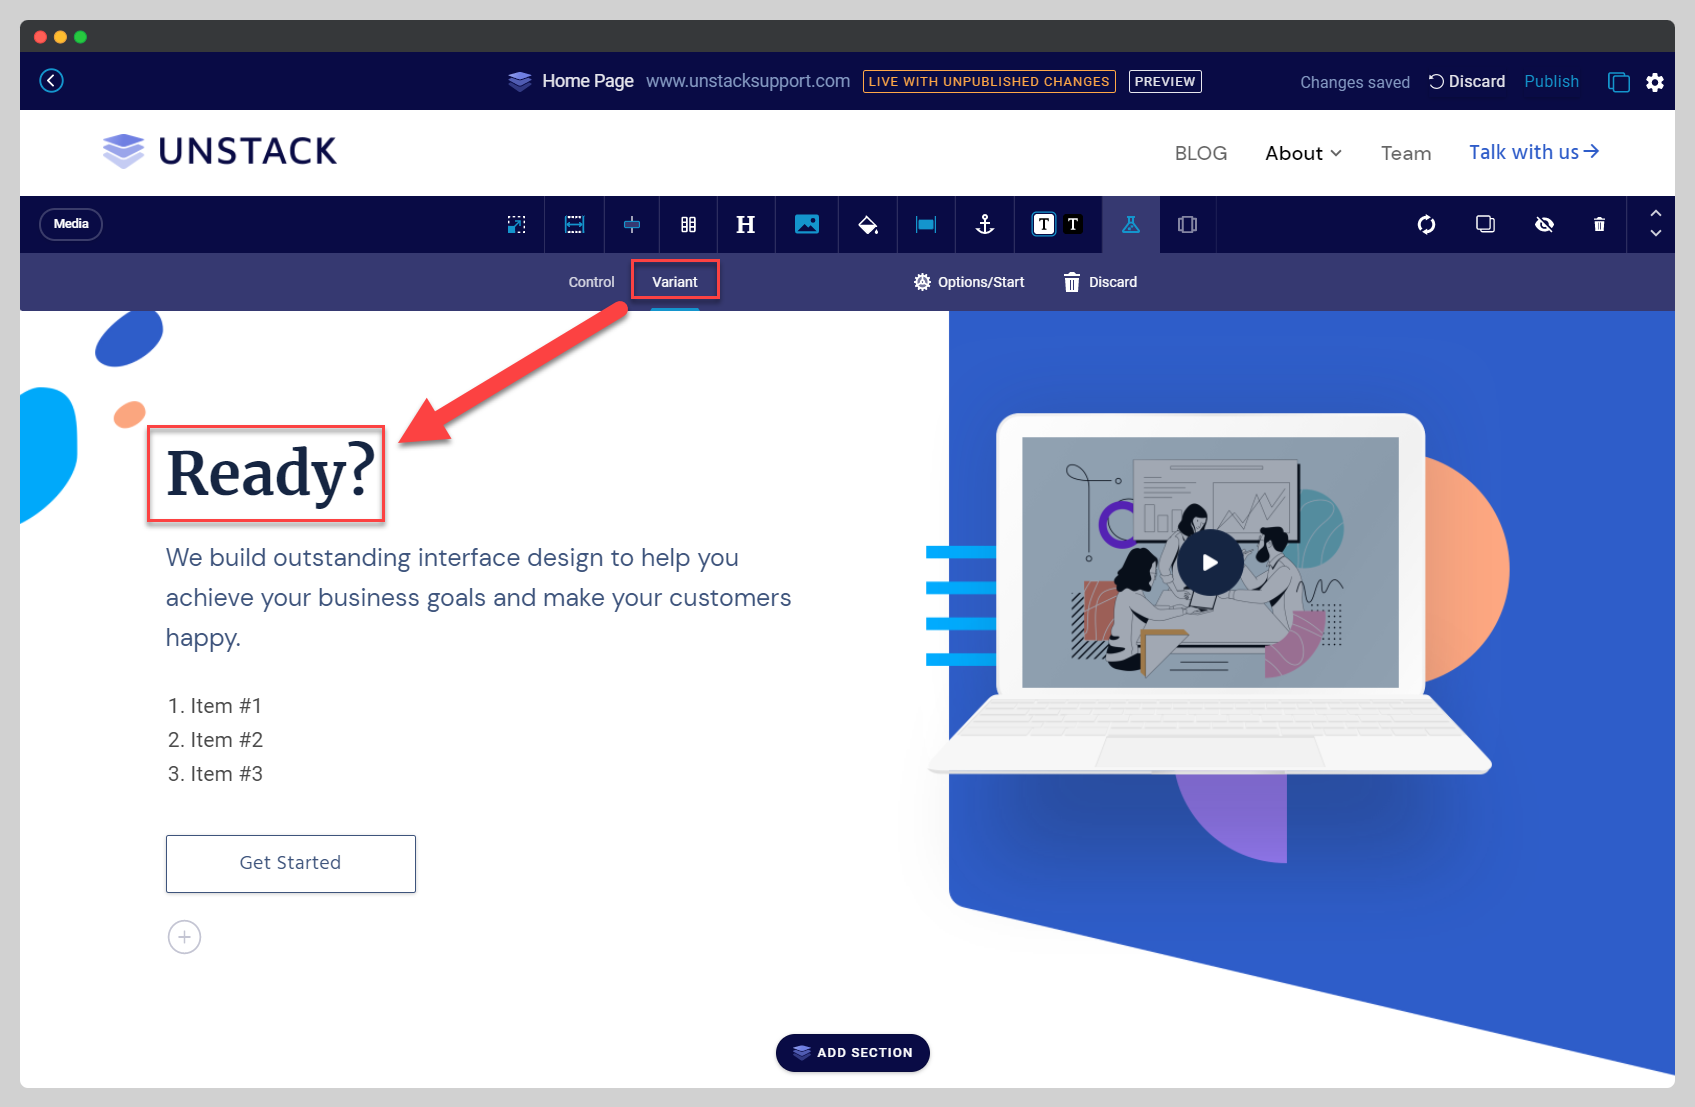 Home Page www.unstacksupport.com LIVE WITH UNPUBLISHED CHANGES PREVIEW Changes saved Discard Publish
UNSTACK BLOG About Team Talk with us
Media H T T
Control Variant Options/Start Discard
Ready?
We build outstanding interface design to help you
achieve your business goals and make your customers
happy.
1. Item #1
2. Item #2
3. Item #3
Get Started
ADD SECTION